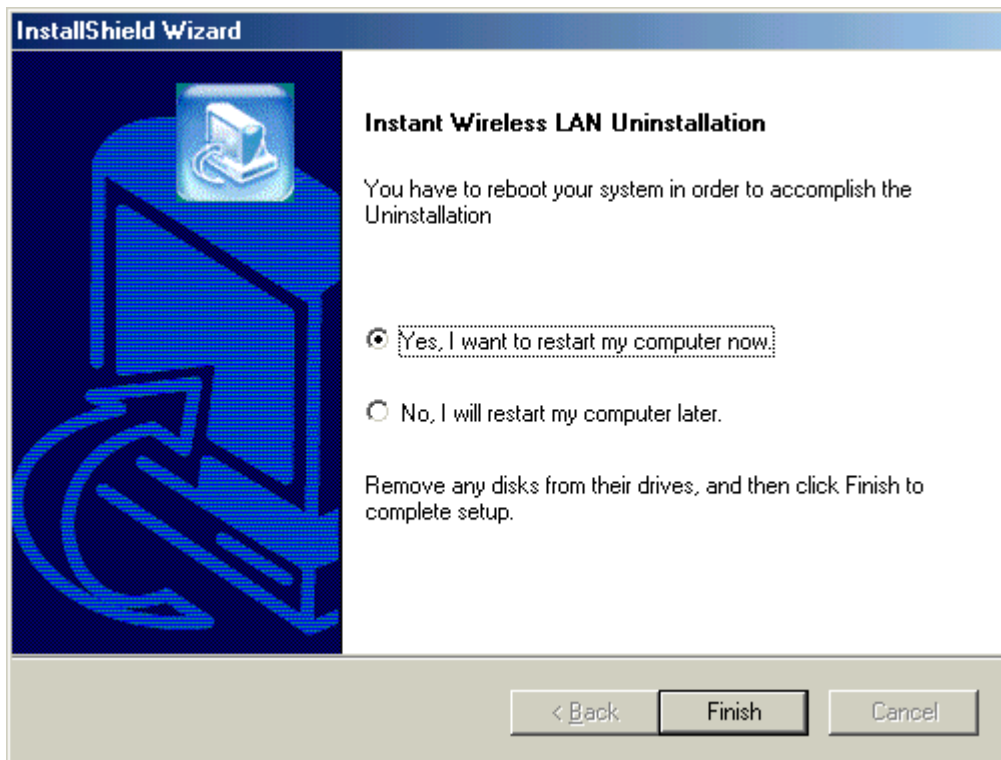 InstallShield Wizard
Instant Wireless LAN Uninstallation
You have to reboot your system in order to accomplish the
Uninstallation
Yes, I want to restart my computer now.
No, I will restart my computer later.
Remove any disks from their drives, and then click Finish to
complete setup.
< Back
Finish
Cancel